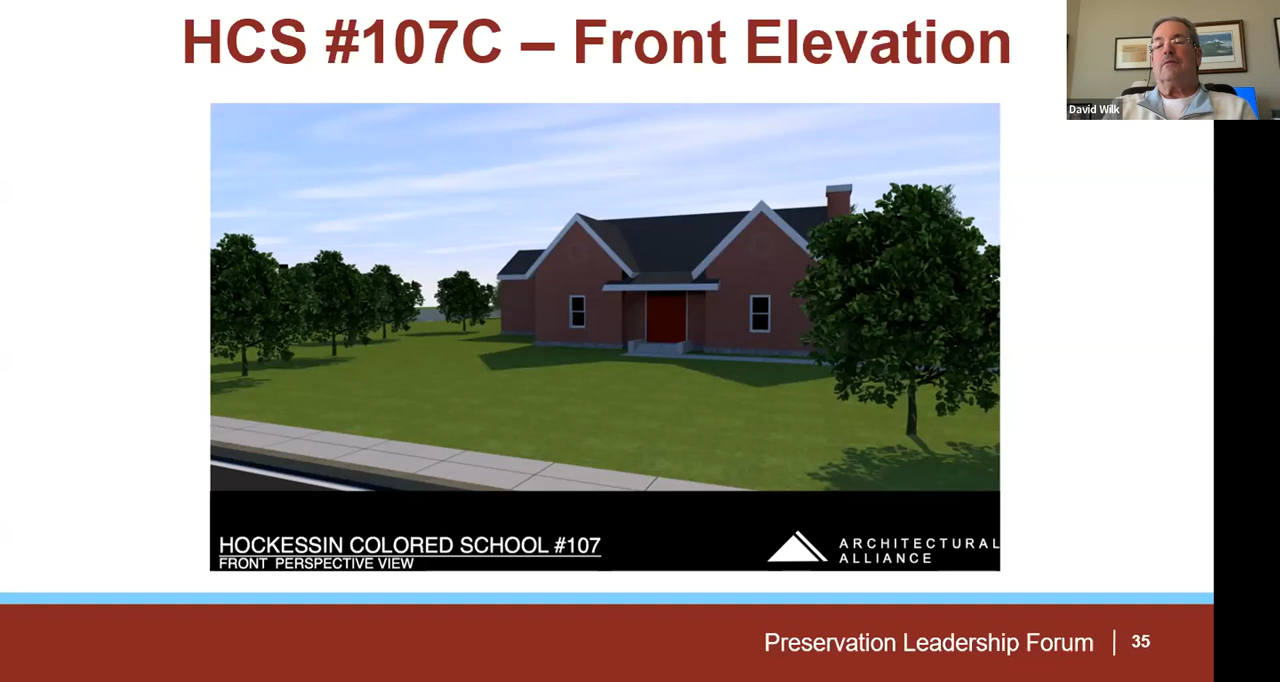 HCS #107C – Front Elevation
David Wilk
HOCKESSIN COLORED SCHOOL #107
FRONT PERSPECTIVE VIEW
ARCHITECTURAL
ALLIANCE
Preservation Leadership Forum
35